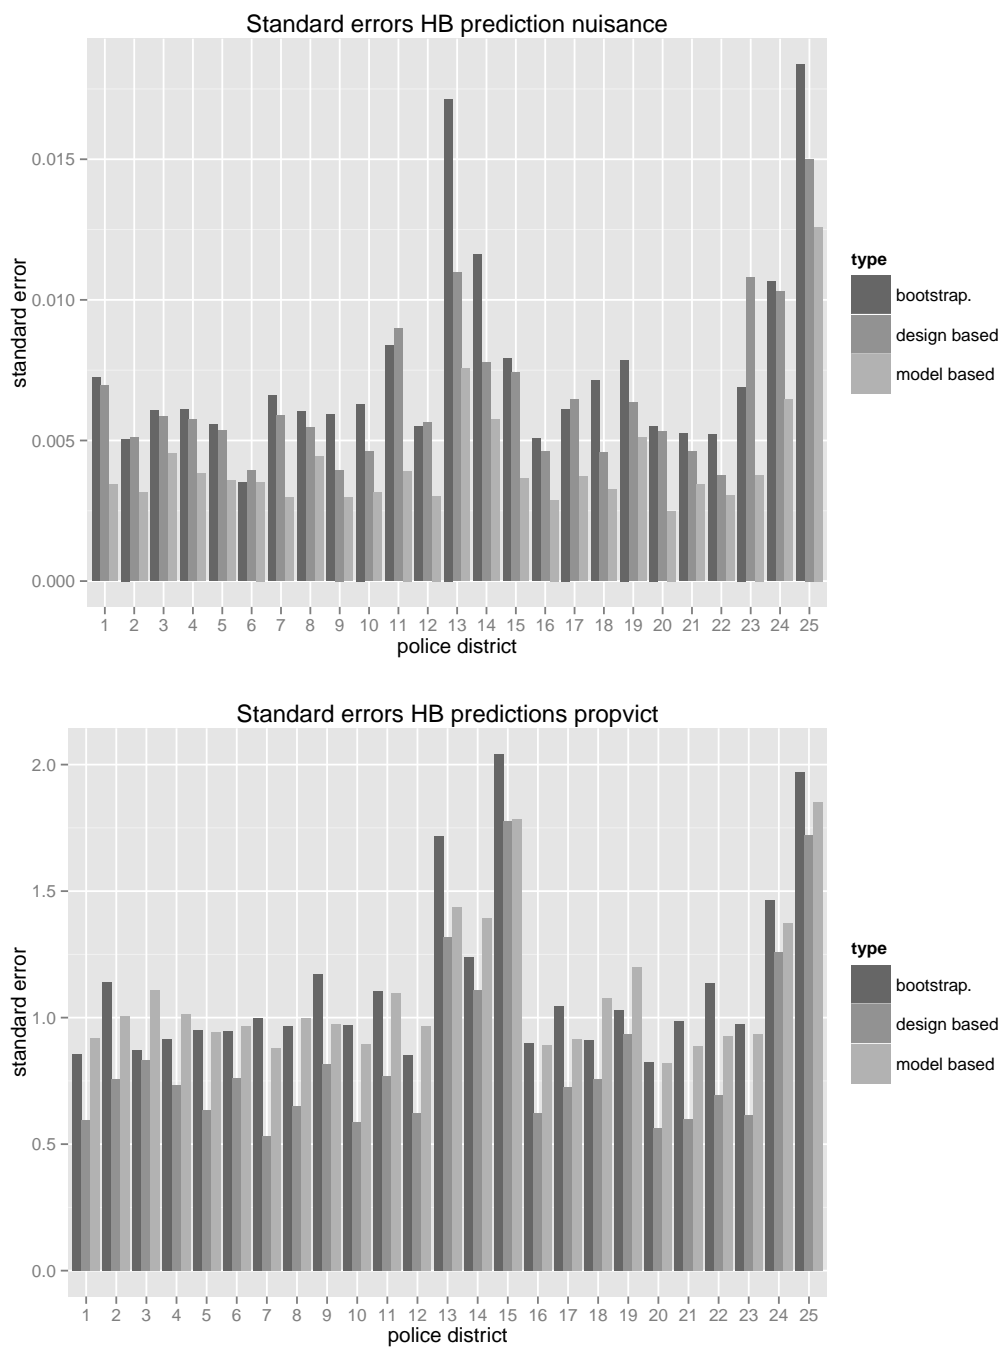 Standard errors HB prediction nuisance
0.015
0.010
0.005
0.000
standard error
1 2 3 4 5 6 7 8 9 10 11 12 13 14 15 16 17 18 19 20 21 22 23 24 25
police district
type
bootstrap.
design based
model based
Standard errors HB predictions propvict
2.0
1.5
1.0
0.5
0.0
standard error
1 2 3 4 5 6 7 8 9 10 11 12 13 14 15 16 17 18 19 20 21 22 23 24 25
police district
type
bootstrap.
design based
model based